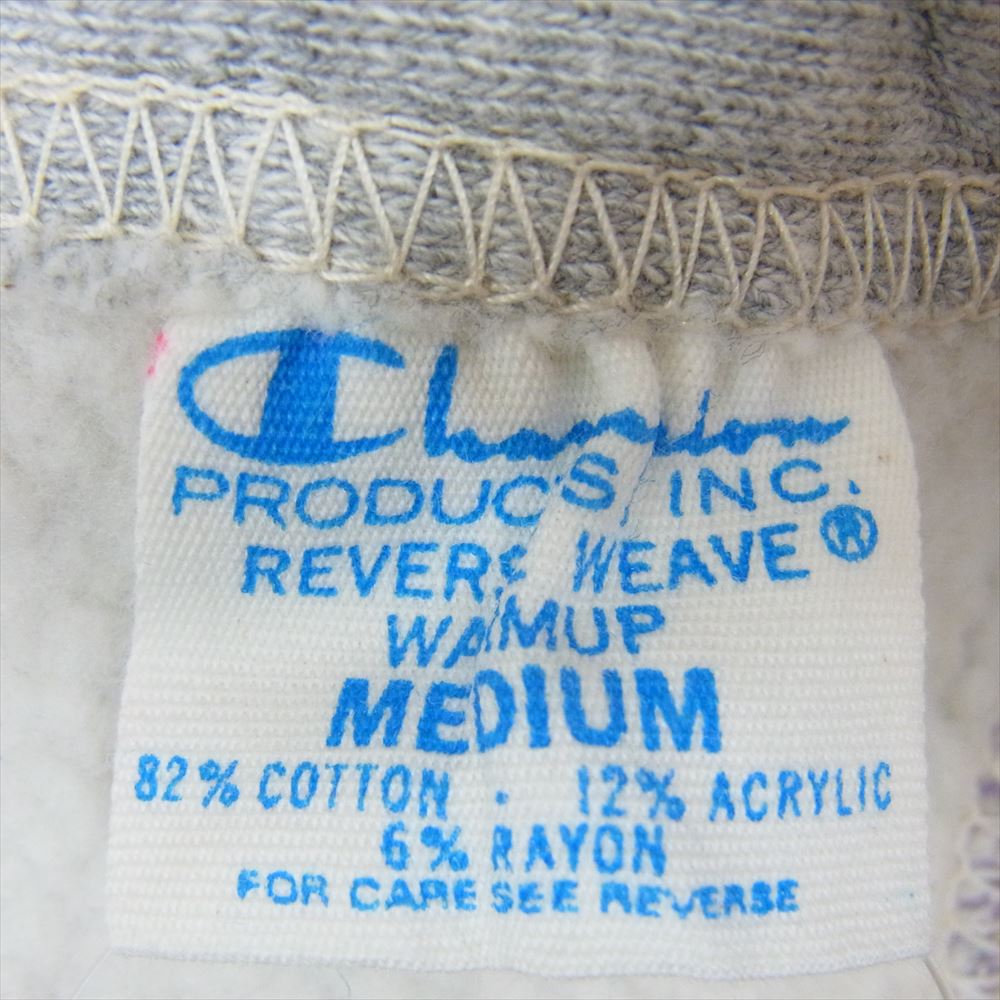 Champion
PRODUCTS, INC.
REVERSE WEAVE®
WARMUP
MEDIUM
82% COTTON · 12% ACRYLIC
6% RAYON
FOR CARE SEE REVERSE